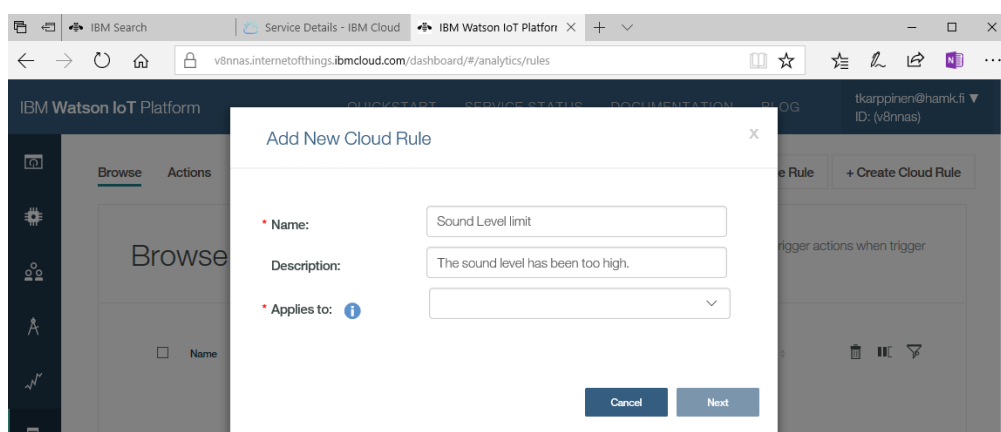 IBM Search
Service Details - IBM Cloud
IBM Watson IoT Platforr
v8nnas.internetofthings.ibmcloud.com/dashboard/#/analytics/rules
IBM Watson IoT Platform
QUICKSTART SERVICE STATUS DOCUMENTATION BLOG
tkarppinen@hamk.fi
ID: (v8nnas)
Add New Cloud Rule
x
Browse Actions
e Rule
+ Create Cloud Rule
* Name:
Sound Level limit
Browse
rigger actions when trigger
Description:
The sound level has been too high.
* Applies to:
Name
Cancel
Next